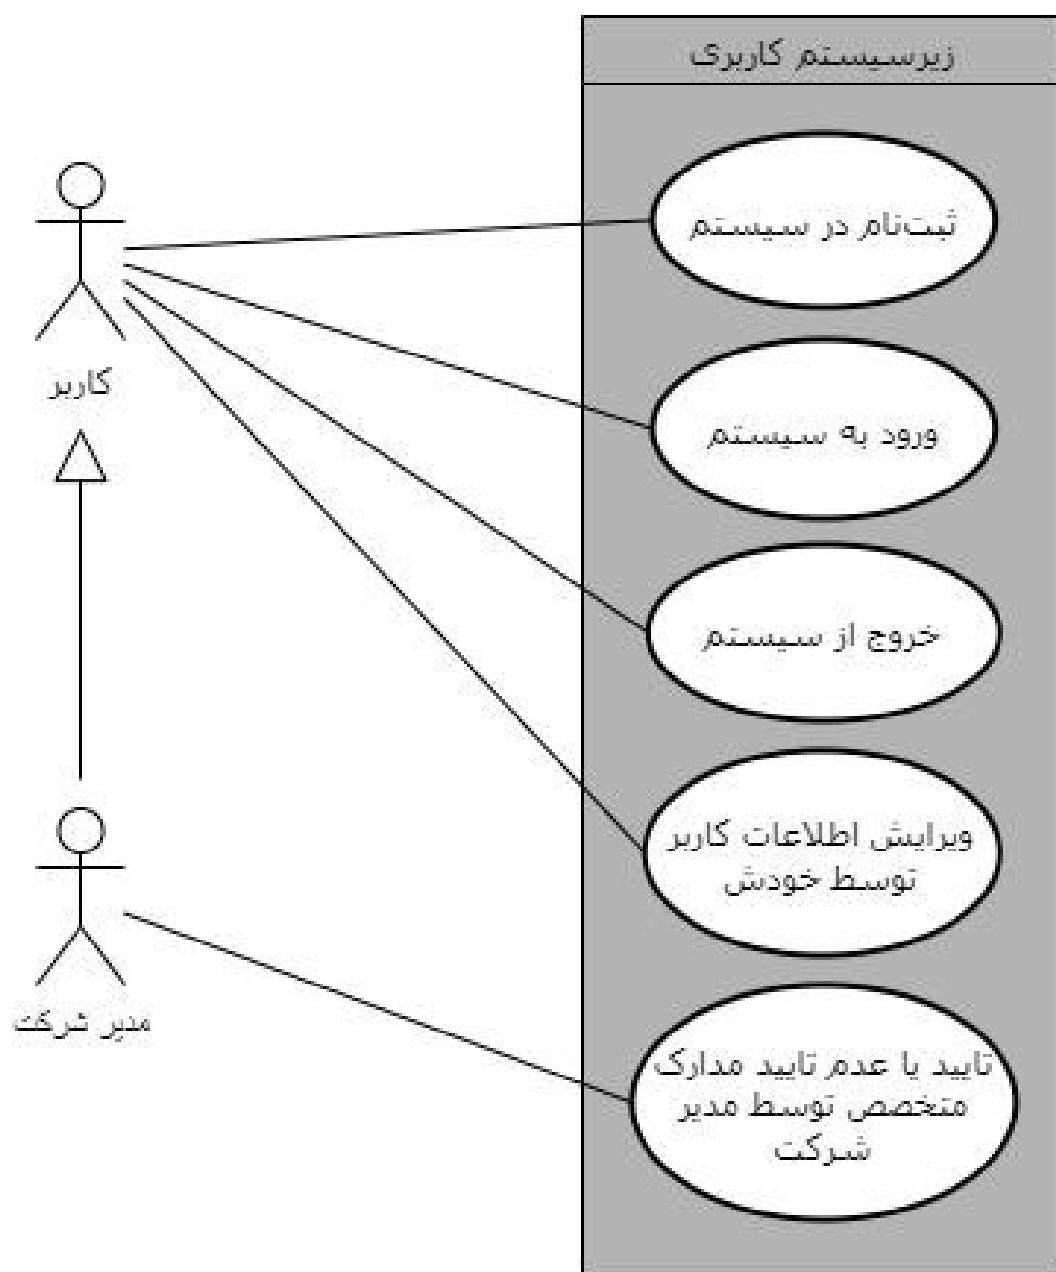 زیرسیستم کاربری
ثبت‌نام در سیستم
کاربر
ورود به سیستم
خروج از سیستم
ویرایش اطلاعات کاربر
توسط خودش
مدیر شرکت
تایید یا عدم تایید مدارک
متخصص توسط مدیر
شرکت